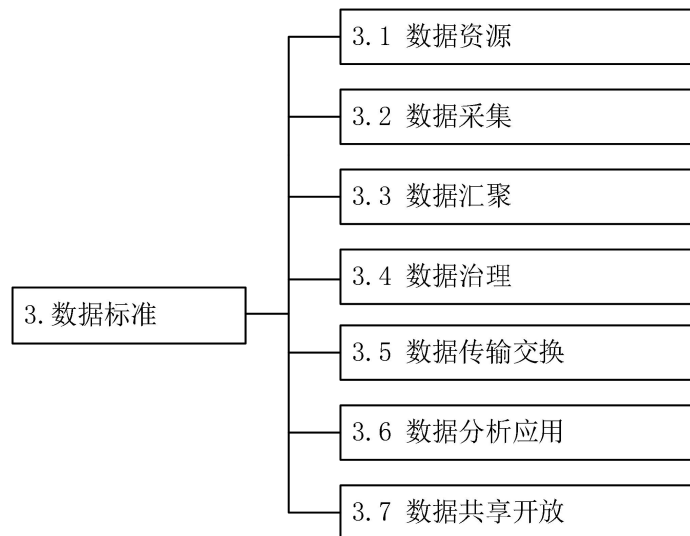 3.1 数据资源
3.2 数据采集
3.3 数据汇聚
3.4 数据治理
3.数据标准
3.5 数据传输交换
3.6 数据分析应用
3.7 数据共享开放